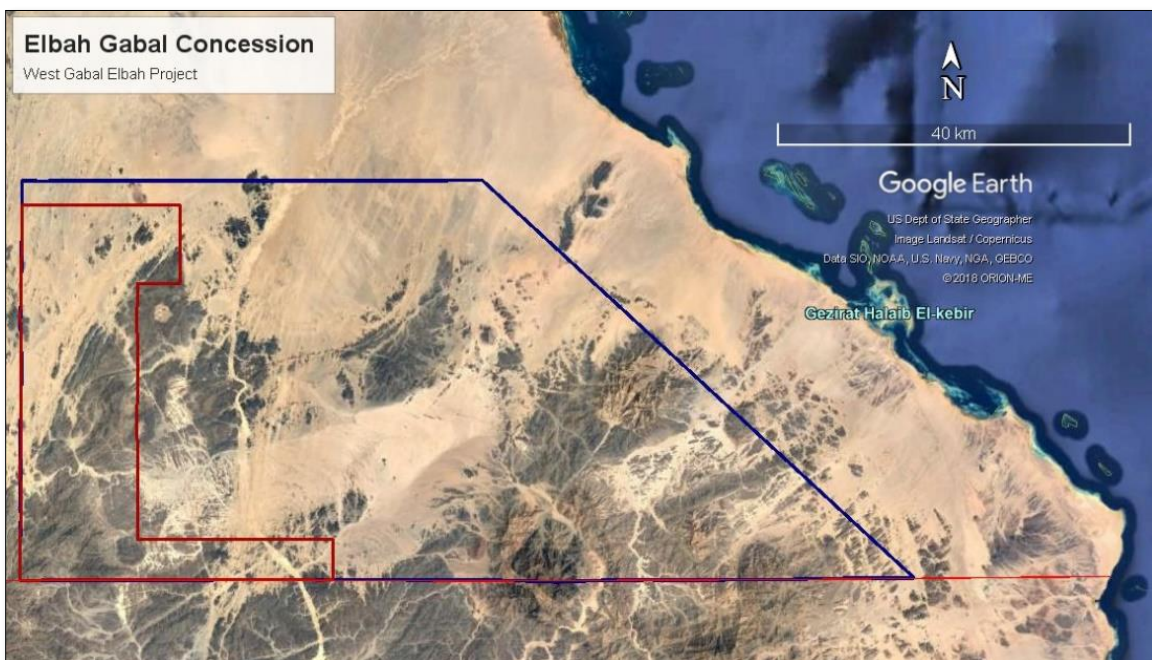 Elbah Gabal Concession
West Gabal Elbah Project
N
40 km
Google Earth
US Dept of State Geographer
Image Landsat / Copernicus
Data SIO, NOAA, U.S. Navy, NGA, GEBCO
©2018 ORION-ME
Gezirat Halaib El-kebir